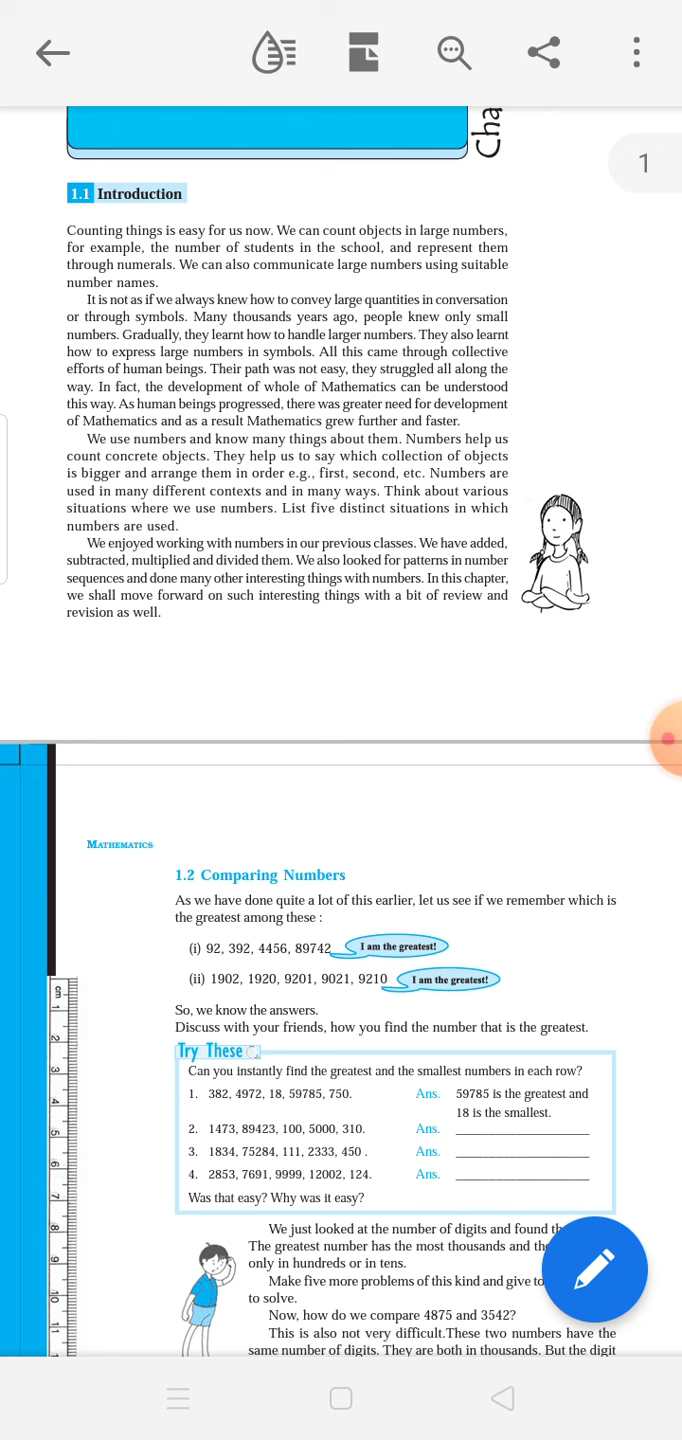 Cha
1
1.1 Introduction
Counting things is easy for us now. We can count objects in large numbers,
for example, the number of students in the school, and represent them
through numerals. We can also communicate large numbers using suitable
number names.
It is not as if we always knew how to convey large quantities in conversation
or through symbols. Many thousands years ago, people knew only small
numbers. Gradually, they learnt how to handle larger numbers. They also learnt
how to express large numbers in symbols. All this came through collective
efforts of human beings. Their path was not easy, they struggled all along the
way. In fact, the development of whole of Mathematics can be understood
this way. As human beings progressed, there was greater need for development
of Mathematics and as a result Mathematics grew further and faster.
We use numbers and know many things about them. Numbers help us
count concrete objects. They help us to say which collection of objects
is bigger and arrange them in order e.g., first, second, etc. Numbers are
used in many different contexts and in many ways. Think about various
situations where we use numbers. List five distinct situations in which
numbers are used.
We enjoyed working with numbers in our previous classes. We have added,
subtracted, multiplied and divided them. We also looked for patterns in number
sequences and done many other interesting things with numbers. In this chapter,
we shall move forward on such interesting things with a bit of review and
revision as well.
MATHEMATICS
1.2 Comparing Numbers
As we have done quite a lot of this earlier, let us see if we remember which is
the greatest among these :
(i) 92, 392, 4456, 89742 I am the greatest!
(ii) 1902, 1920, 9201, 9021, 9210 I am the greatest!
So, we know the answers.
Discuss with your friends, how you find the number that is the greatest.
Try These
Can you instantly find the greatest and the smallest numbers in each row?
1. 382, 4972, 18, 59785, 750. Ans. 59785 is the greatest and
18 is the smallest.
2. 1473, 89423, 100, 5000, 310. Ans. ____________________
3. 1834, 75284, 111, 2333, 450 . Ans. ____________________
4. 2853, 7691, 9999, 12002, 124. Ans. ____________________
Was that easy? Why was it easy?
We just looked at the number of digits and found
The greatest number has the most thousands and
only in hundreds or in tens.
Make five more problems of this kind and give to
to solve.
Now, how do we compare 4875 and 3542?
This is also not very difficult.These two numbers have the
same number of digits. They are both in thousands. But the digit
cm 1 2 3 4 5 6 7 8 9 10 11